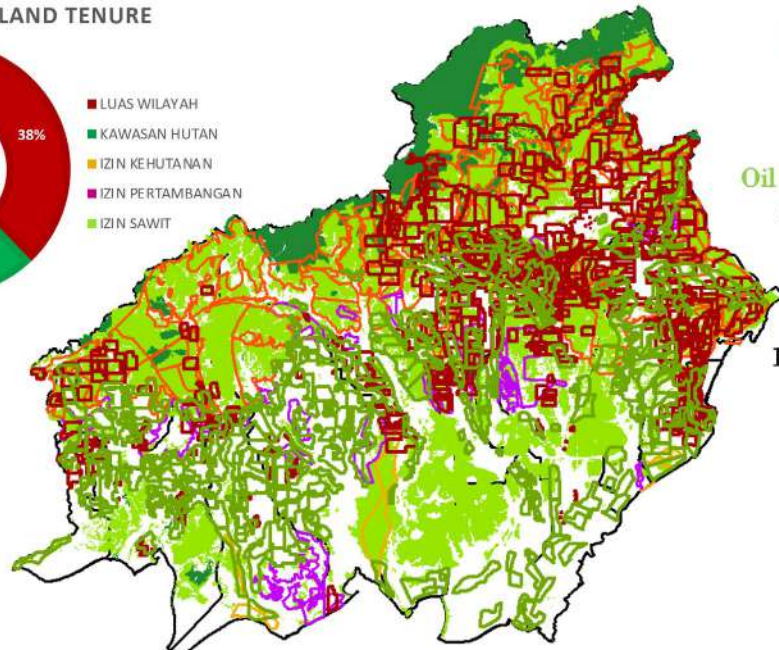 LAND TENURE
38%
LUAS WILAYAH
KAWASAN HUTAN
IZIN KEHUTANAN
IZIN PERTAMBANGAN
IZIN SAWIT
Oil